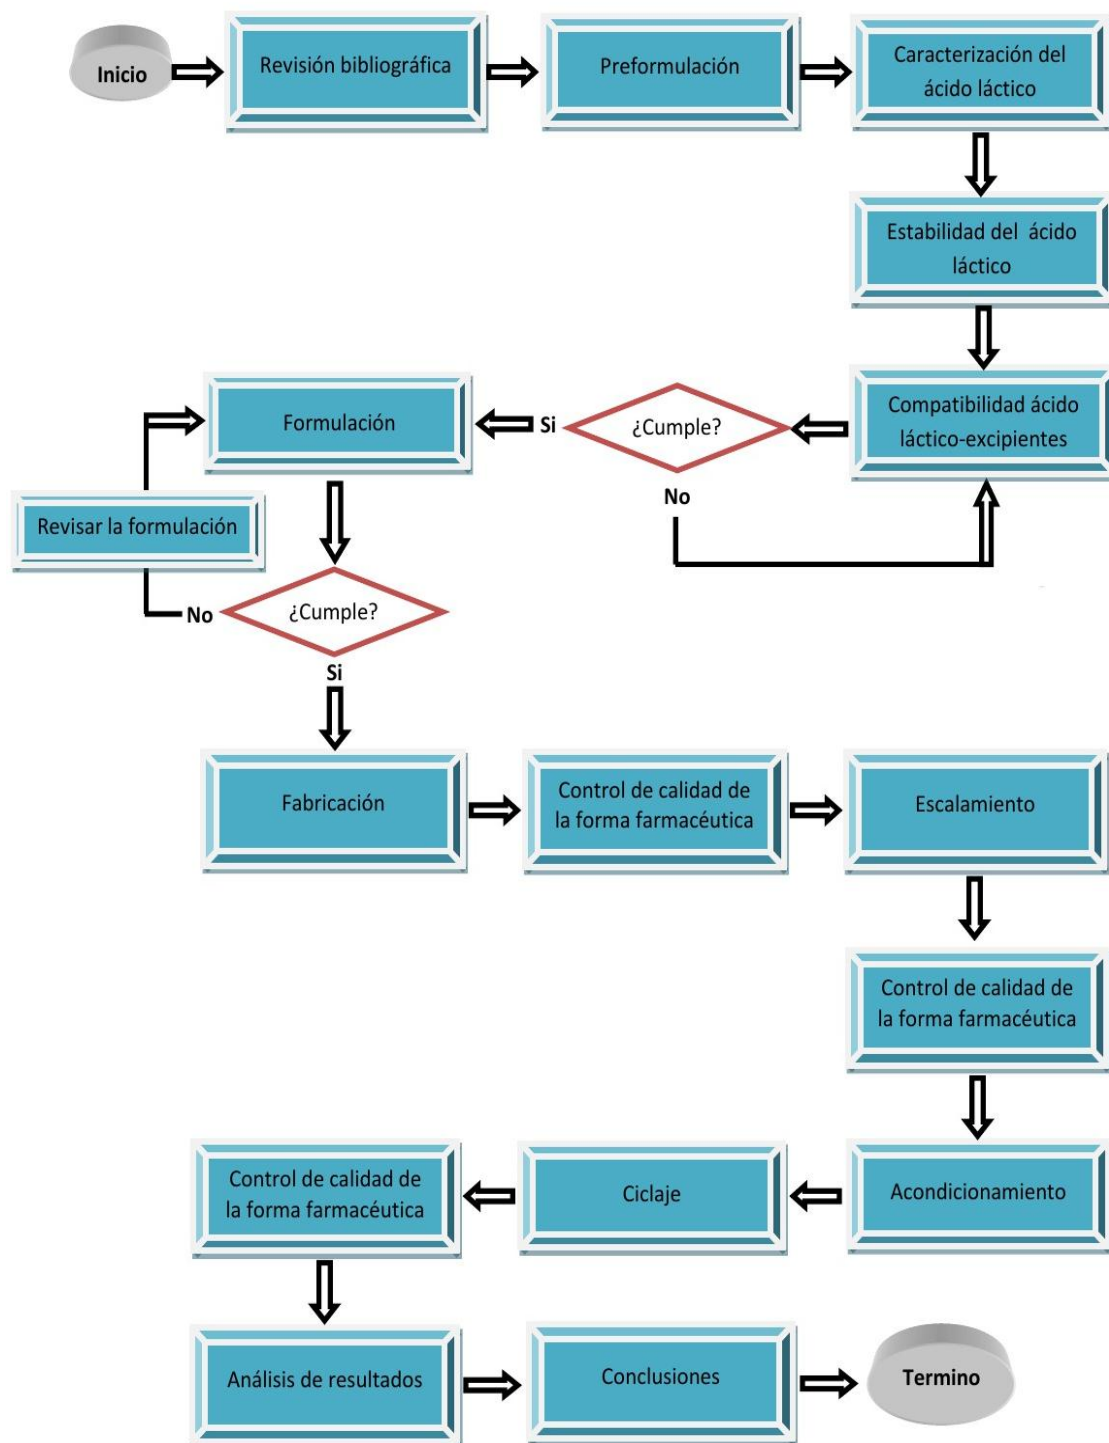 Inicio
Revisión bibliográfica
Preformulación
Caracterización del
ácido láctico
Estabilidad del ácido
láctico
Compatibilidad ácido
láctico-excipientes
¿Cumple?
No
Si
Formulación
Revisar la formulación
¿Cumple?
No
Si
Fabricación
Control de calidad de
la forma farmacéutica
Escalamiento
Control de calidad de
la forma farmacéutica
Acondicionamiento
Ciclaje
Control de calidad de
la forma farmacéutica
Análisis de resultados
Conclusiones
Termino